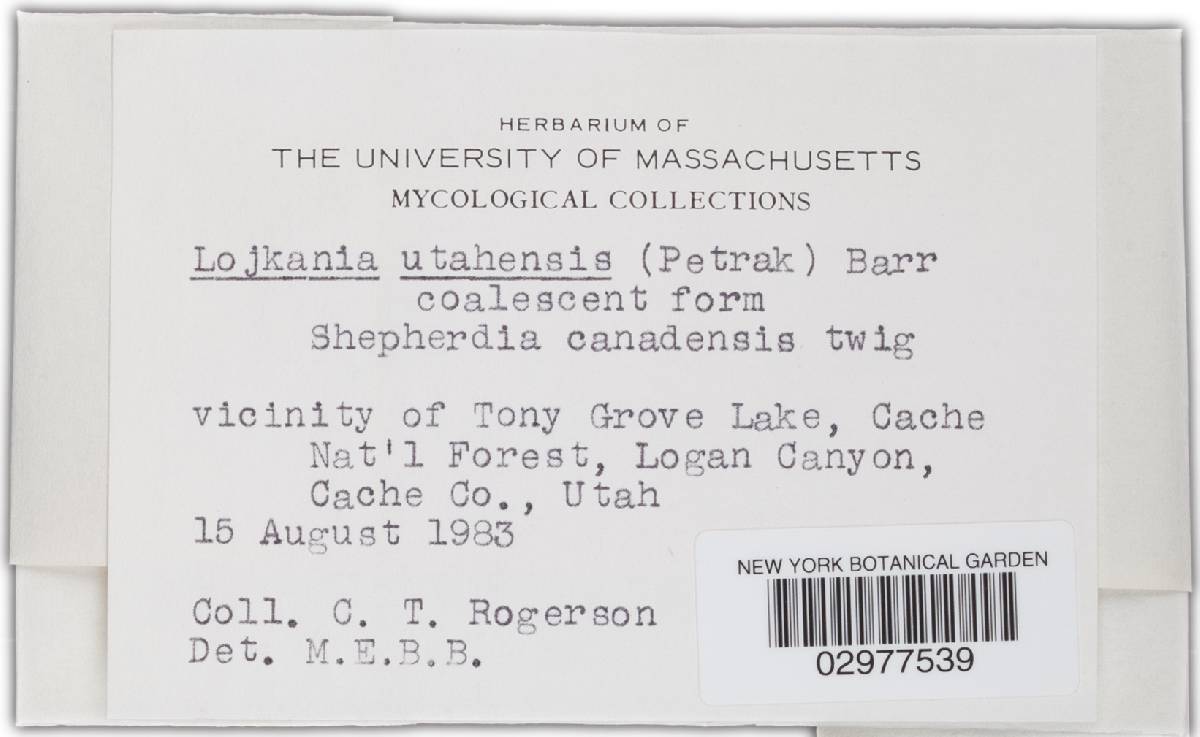 HERBARIUM OF
THE UNIVERSITY OF MASSACHUSETTS
MYCOLOGICAL COLLECTIONS
Lojkania utahensis (Petrak) Barr
coalescent form
Shepherdia canadensis twig
vicinity of Tony Grove Lake, Cache
Nat'l Forest, Logan Canyon,
Cache Co., Utah
15 August 1983
Coll. C. T. Rogerson
Det. M.E.B.B.
NEW YORK BOTANICAL GARDEN
02977539